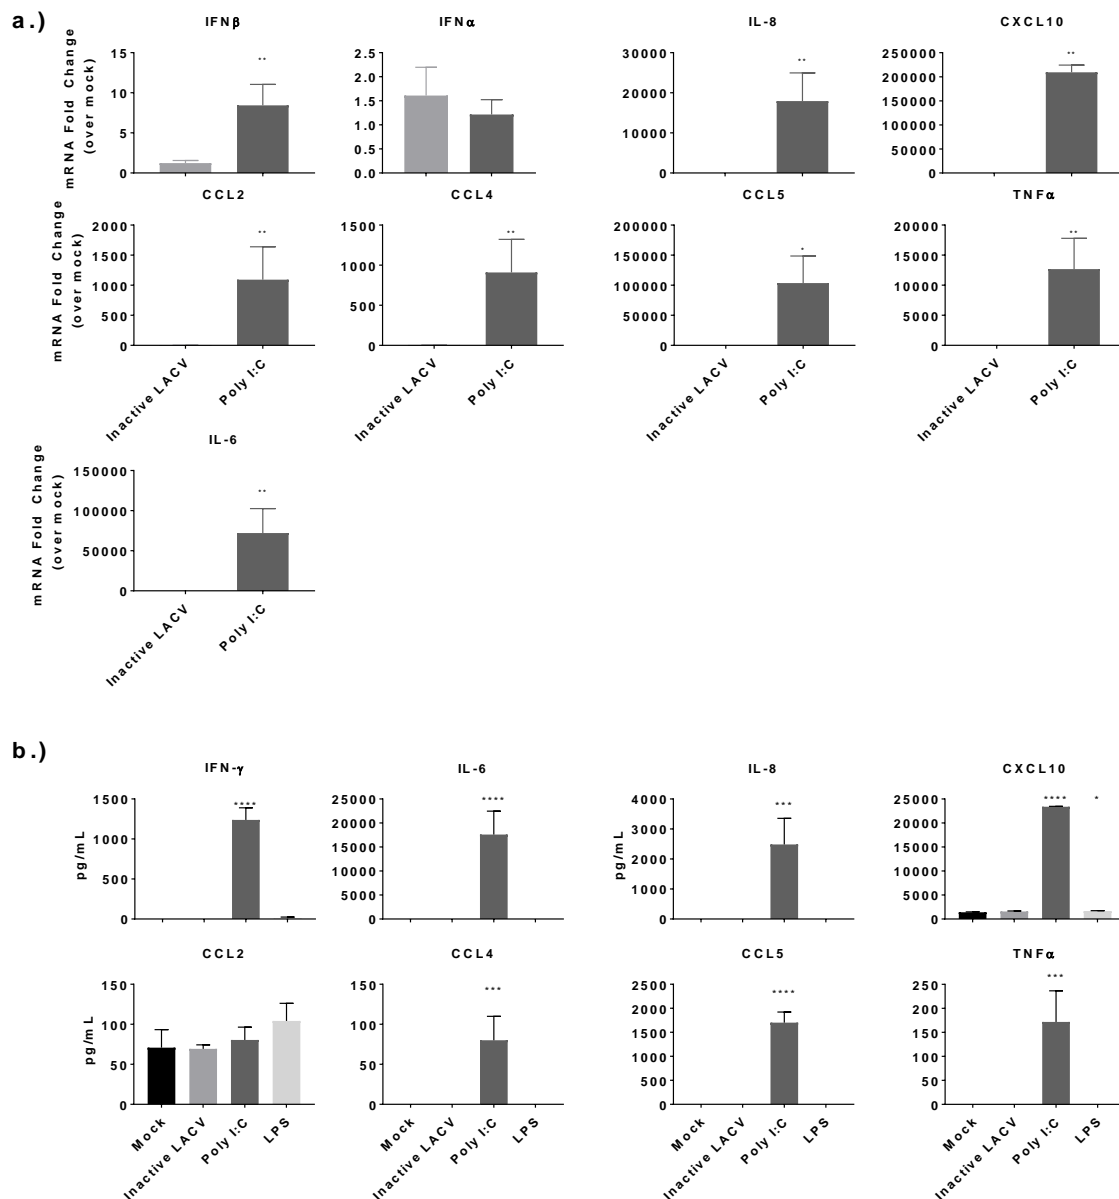 a.)
IFNβ
IFNα
IL-8
CXCL10
mRNA Fold Change
(over mock)
15
10
5
0
2.5
2.0
1.5
1.0
0.5
0.0
30000
20000
10000
0
250000
200000
150000
100000
50000
0
**
**
**
CCL2
CCL4
CCL5
TNFα
mRNA Fold Change
(over mock)
2000
1500
1000
500
0
1500
1000
500
0
200000
150000
100000
50000
0
20000
15000
10000
5000
0
**
**
*
**
Inactive LACV
Poly I:C
Inactive LACV
Poly I:C
Inactive LACV
Poly I:C
Inactive LACV
Poly I:C
IL-6
mRNA Fold Change
(over mock)
150000
100000
50000
0
**
Inactive LACV
Poly I:C
b.)
IFN-γ
IL-6
IL-8
CXCL10
pg/mL
1500
1000
500
0
25000
20000
15000
10000
5000
0
pg/mL
4000
3000
2000
1000
0
25000
20000
15000
10000
5000
0
****
****
***
****
*
CCL2
CCL4
CCL5
TNFα
pg/mL
150
100
50
0
150
100
50
0
2500
2000
1500
1000
500
0
250
200
150
100
50
0
***
****
***
Mock
Inactive LACV
Poly I:C
LPS
Mock
Inactive LACV
Poly I:C
LPS
Mock
Inactive LACV
Poly I:C
LPS
Mock
Inactive LACV
Poly I:C
LPS